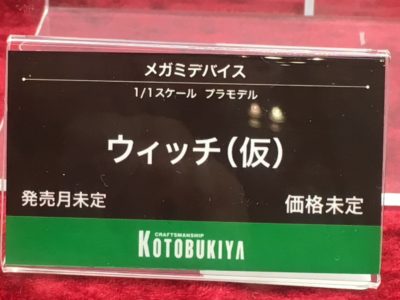 メガミデバイス
1/1スケール プラモデル
ウィッチ(仮)
発売月未定 価格未定
CRAFTSMANSHIP
KOTOBUKIYA